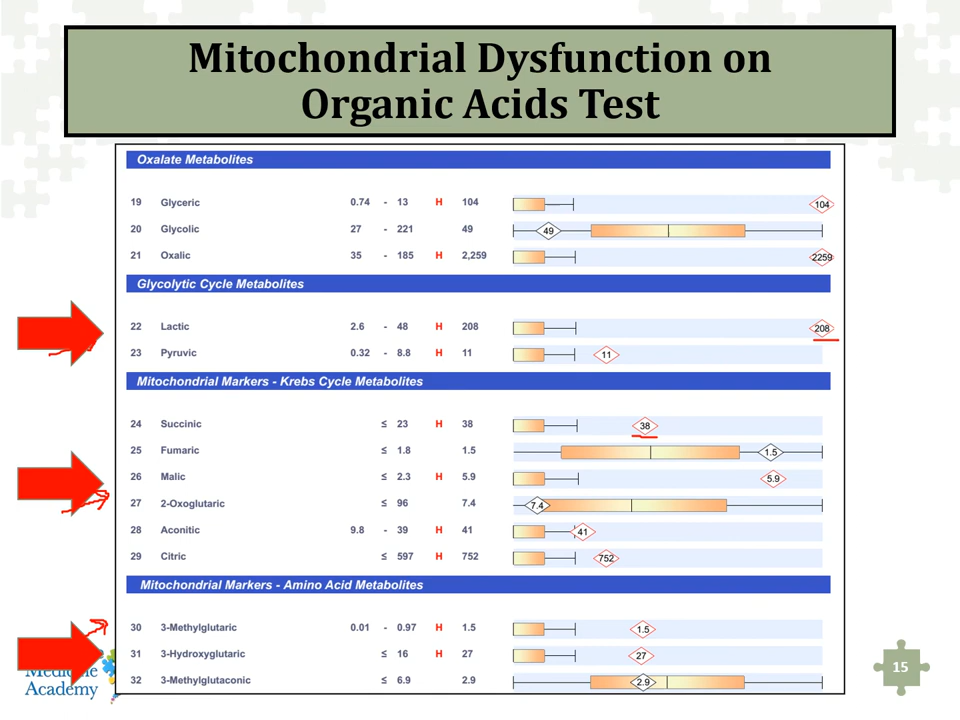 Mitochondrial Dysfunction on
Organic Acids Test
Oxalate Metabolites
19 Glyceric 0.74 - 13 H 104 104
20 Glycolic 27 - 221 49 49
21 Oxalic 35 - 185 H 2,259 2259
Glycolytic Cycle Metabolites
22 Lactic 2.6 - 48 H 208 208
23 Pyruvic 0.32 - 8.8 H 11 11
Mitochondrial Markers - Krebs Cycle Metabolites
24 Succinic ≤ 23 H 38 38
25 Fumaric ≤ 1.8 1.5 1.5
26 Malic ≤ 2.3 H 5.9 5.9
27 2-Oxoglutaric ≤ 96 7.4 7.4
28 Aconitic 9.8 - 39 H 41 41
29 Citric ≤ 597 H 752 752
Mitochondrial Markers - Amino Acid Metabolites
30 3-Methylglutaric 0.01 - 0.97 H 1.5 1.5
31 3-Hydroxyglutaric ≤ 16 H 27 27
32 3-Methylglutaconic ≤ 6.9 2.9 2.9
Medicine
Academy
15